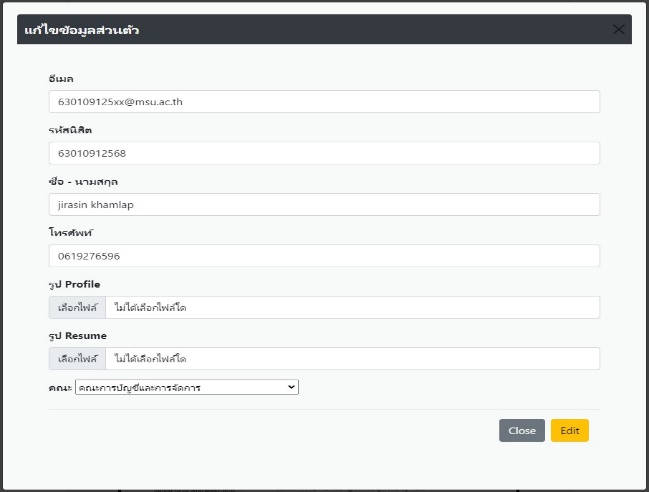 แก้ไขข้อมูลส่วนตัว
อีเมล
630109125xx@msu.ac.th
รหัสนิสิต
63010912568
ชื่อ - นามสกุล
jirasin khamlap
โทรศัพท์
0619276596
รูป Profile
เลือกไฟล์ ไม่ได้เลือกไฟล์ใด
รูป Resume
เลือกไฟล์ ไม่ได้เลือกไฟล์ใด
คณะ คณะการบัญชีและการจัดการ
Close Edit